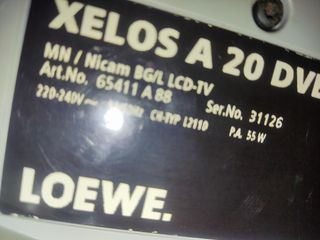 XELOS A 20 DVB
MN / Nicam BG/L LCD-TV
Art.No. 65411 A 88 Ser.No. 31126
220-240V~ CH-TYP L2110 P.A. 55 W
LOEWE.